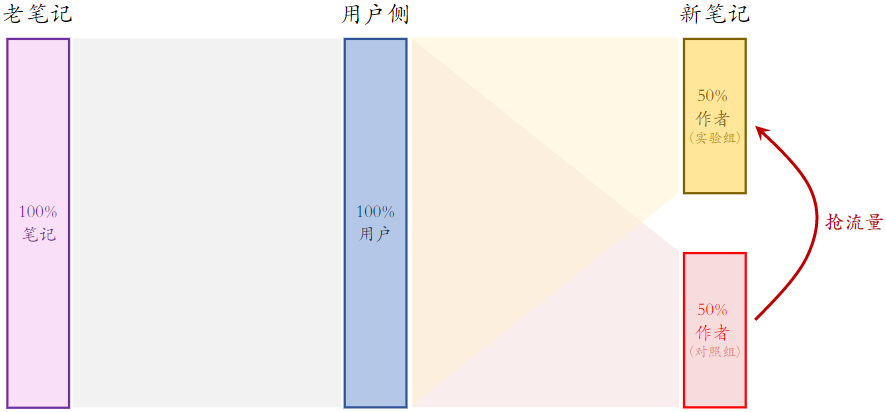 老笔记
用户侧
新笔记
100%
笔记
100%
用户
50%
作者
(实验组)
抢流量
50%
作者
(对照组)